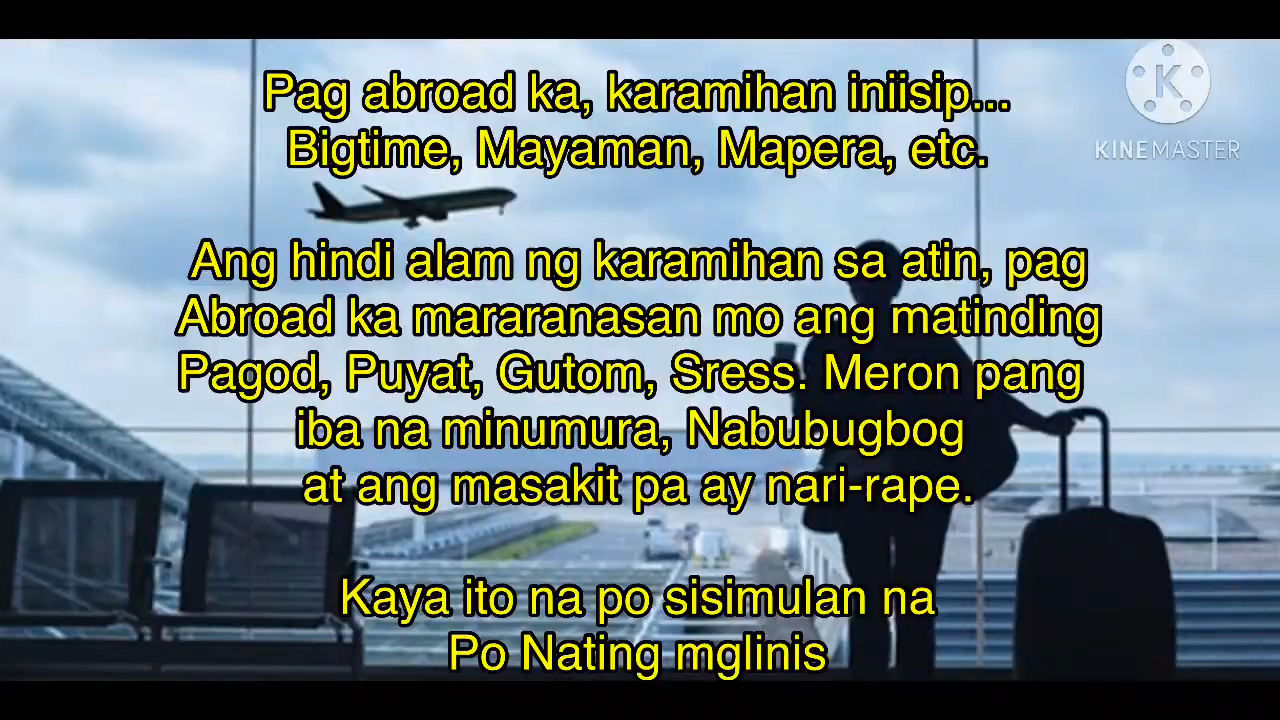 Pag abroad ka, karamihan iniisip...
Bigtime, Mayaman, Mapera, etc.
Ang hindi alam ng karamihan sa atin, pag
Abroad ka mararanasan mo ang matinding
Pagod, Puyat, Gutom, Sress. Meron pang
iba na minumura, Nabubugbog
at ang masakit pa ay nari-rape.
Kaya ito na po sisimulan na
Po Nating mglinis
K
KINEMASTER